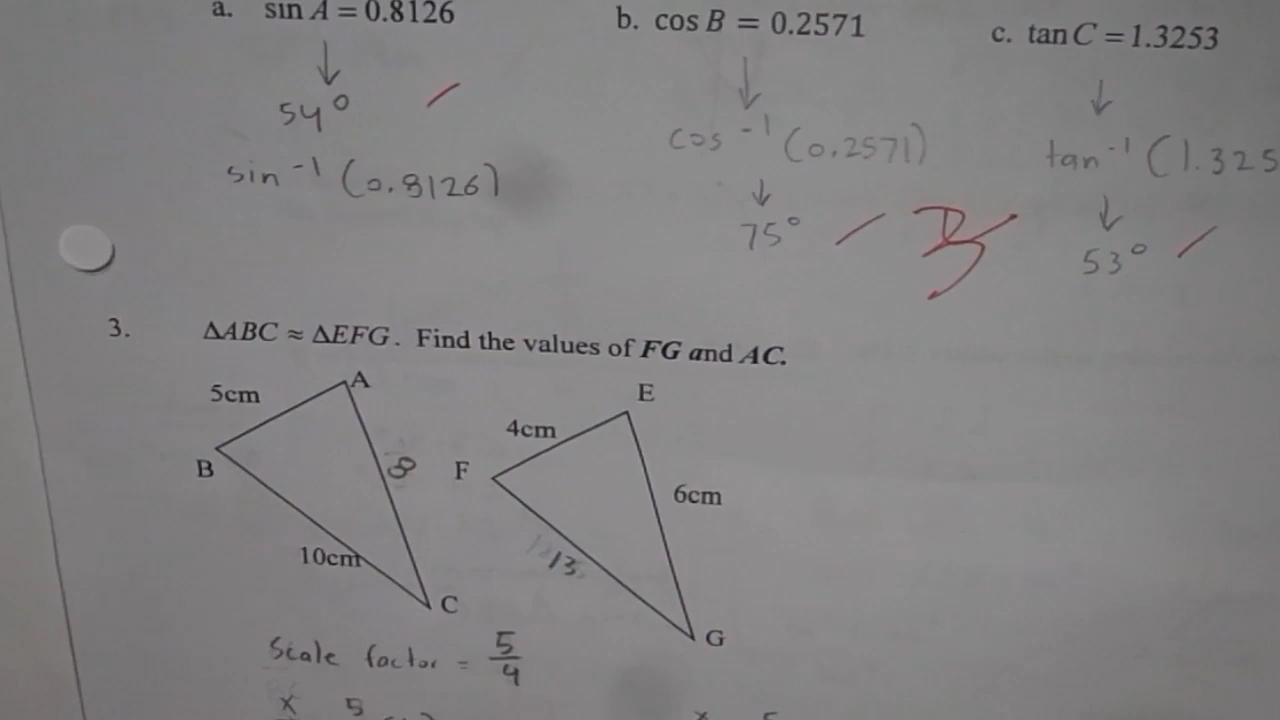 a. sin A = 0.8126
b. cos B = 0.2571
c. tan C = 1.3253
54°
sin⁻¹ (0.8126)
cos⁻¹ (0.2571)
75°
tan⁻¹ (1.325
53°
3. ΔABC ≈ ΔEFG. Find the values of FG and AC.
A
5cm
B
8
10cm
C
E
4cm
F
6cm
13
G
Scale factor = 5/4
x 5
x 5